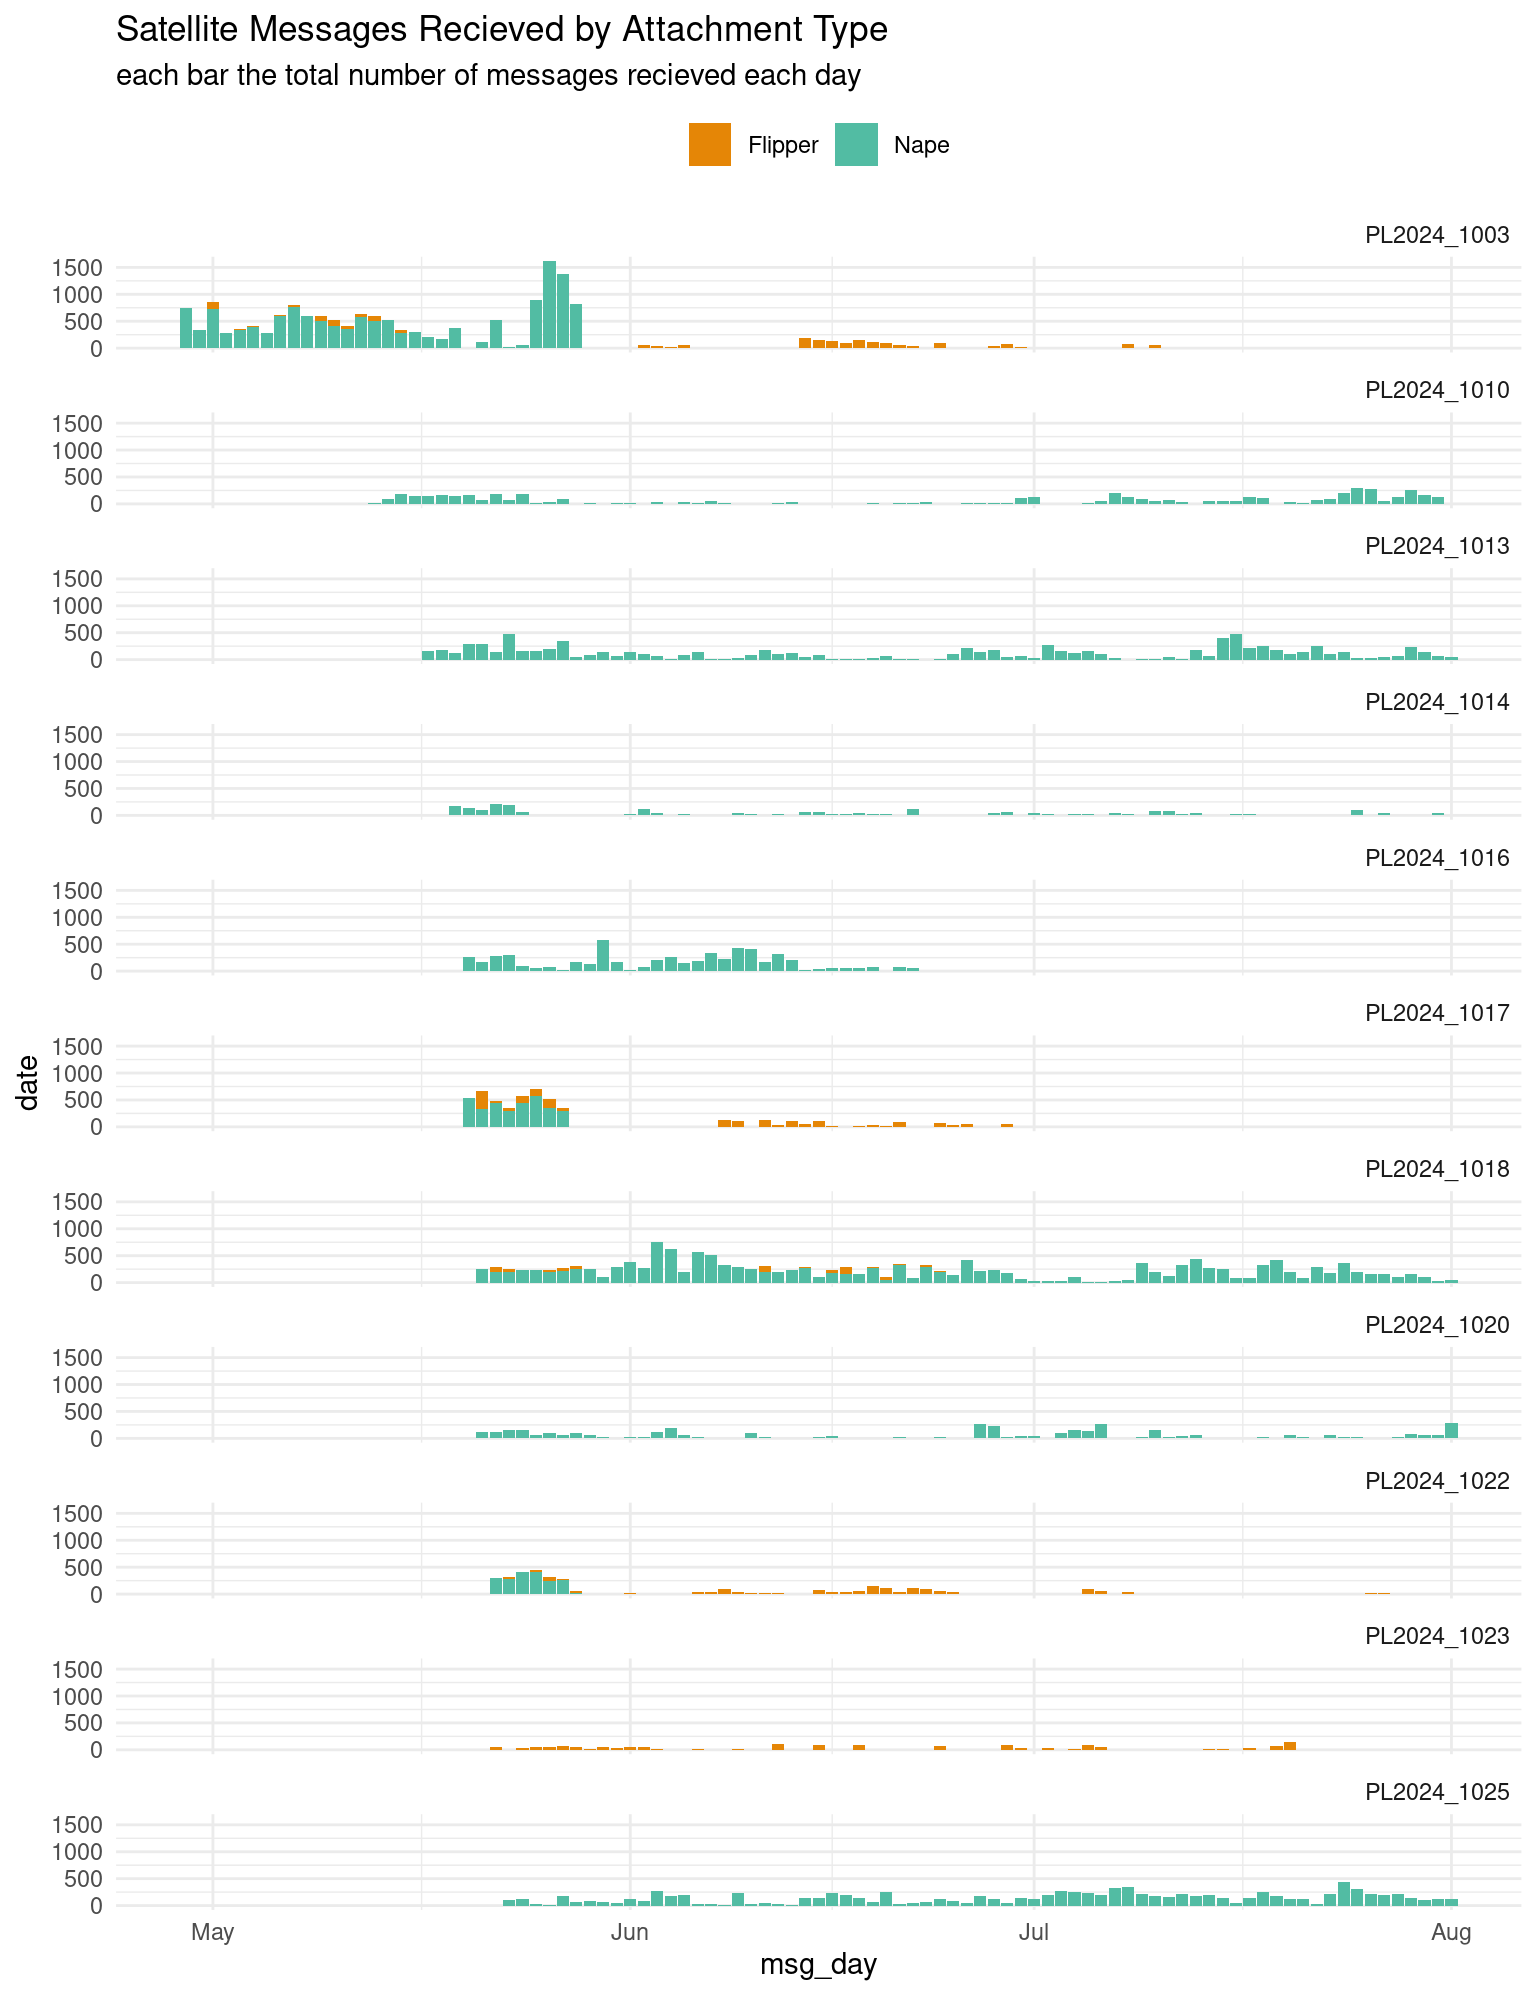 Satellite Messages Recieved by Attachment Type
each bar the total number of messages recieved each day
Flipper Nape
PL2024_1003
1500
1000
500
0
PL2024_1010
1500
1000
500
0
PL2024_1013
1500
1000
500
0
PL2024_1014
1500
1000
500
0
PL2024_1016
1500
1000
500
0
date
PL2024_1017
1500
1000
500
0
PL2024_1018
1500
1000
500
0
PL2024_1020
1500
1000
500
0
PL2024_1022
1500
1000
500
0
PL2024_1023
1500
1000
500
0
PL2024_1025
1500
1000
500
0
May Jun Jul Aug
msg_day